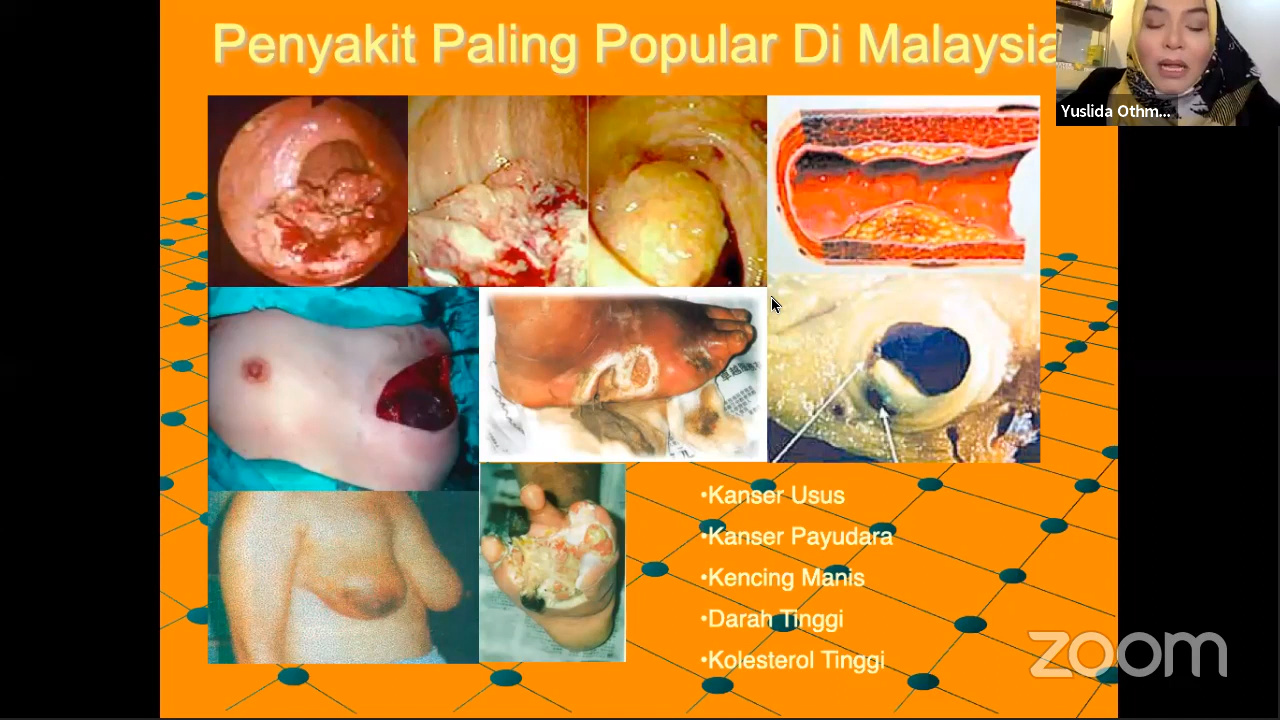 Penyakit Paling Popular Di Malaysia
Yuslida Othm...
•Kanser Usus
•Kanser Payudara
•Kencing Manis
•Darah Tinggi
•Kolesterol Tinggi
zoom